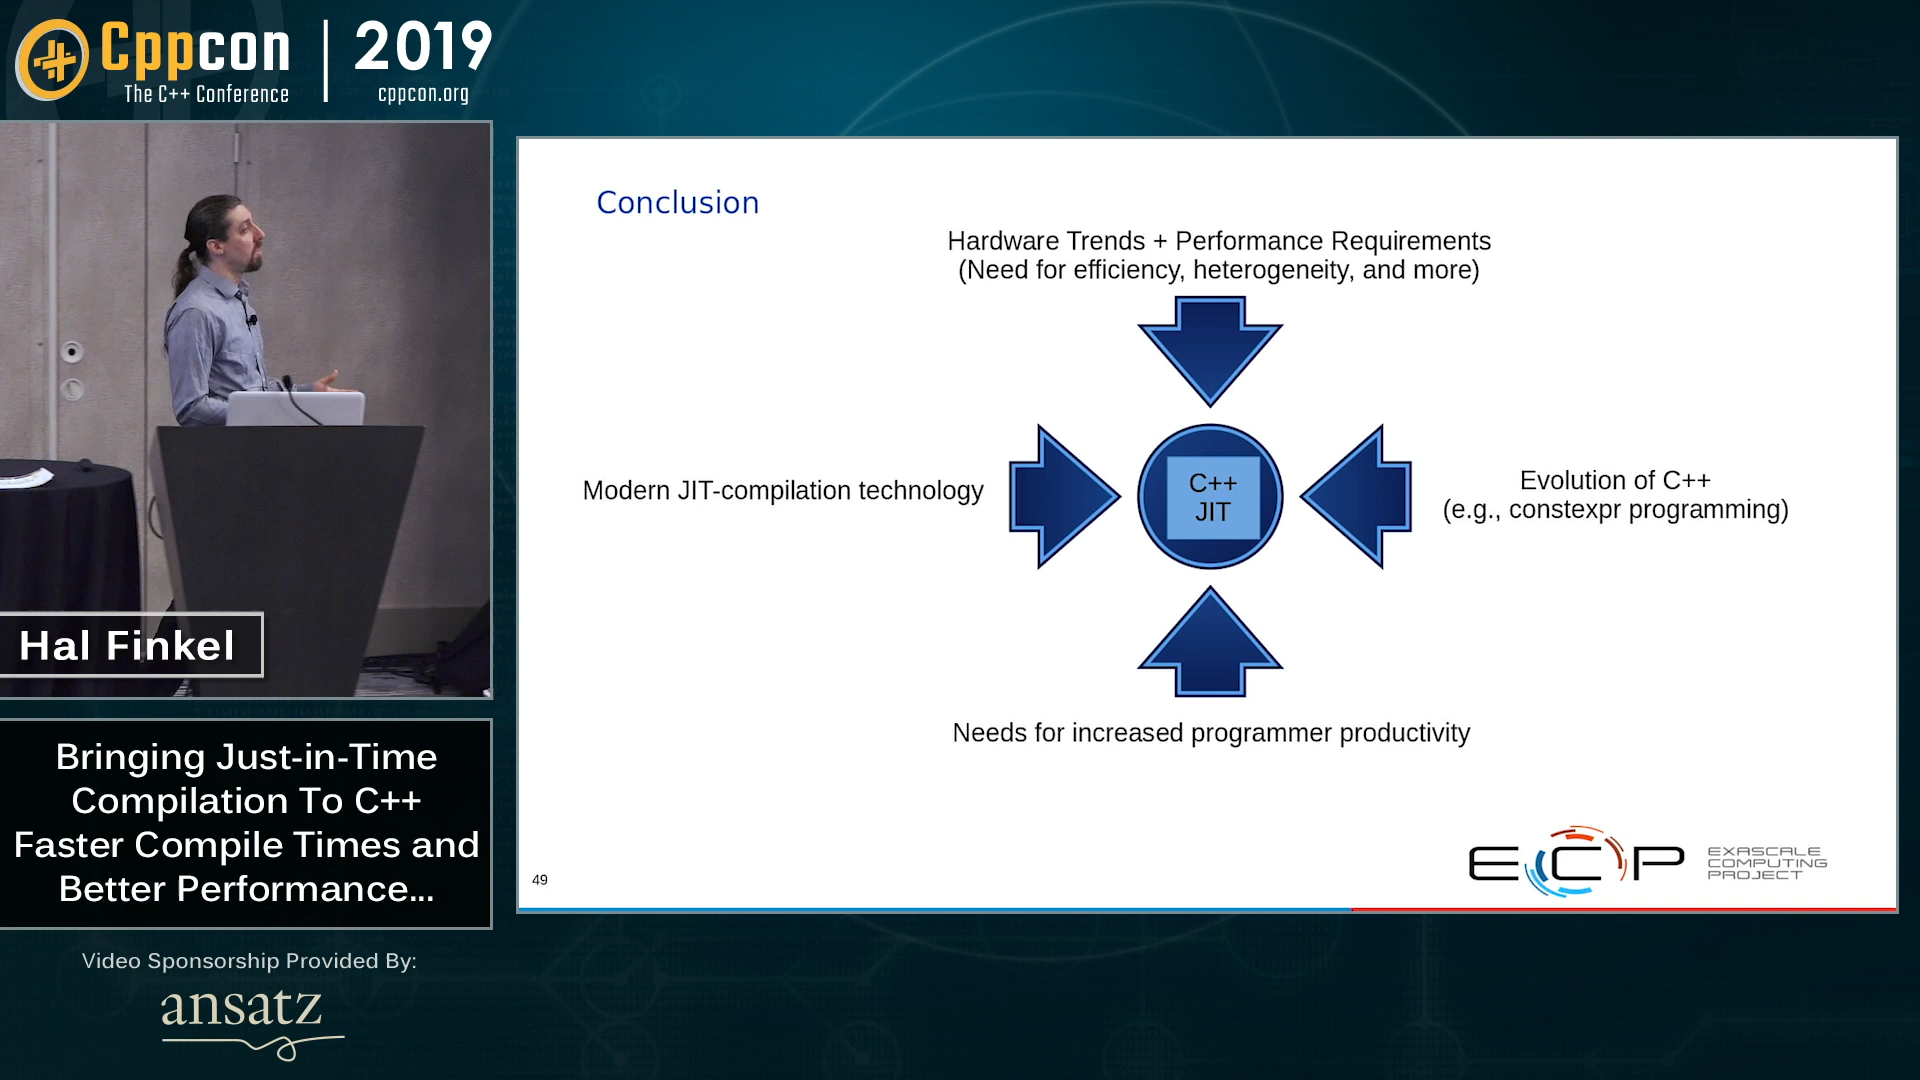 Cppcon
The C++ Conference
2019
cppcon.org
Hal Finkel
Bringing Just-in-Time
Compilation To C++
Faster Compile Times and
Better Performance...
Video Sponsorship Provided By:
ansatz
Conclusion
Hardware Trends + Performance Requirements
(Need for efficiency, heterogeneity, and more)
Modern JIT-compilation technology
C++
JIT
Evolution of C++
(e.g., constexpr programming)
Needs for increased programmer productivity
49
ECP
EXASCALE
COMPUTING
PROJECT